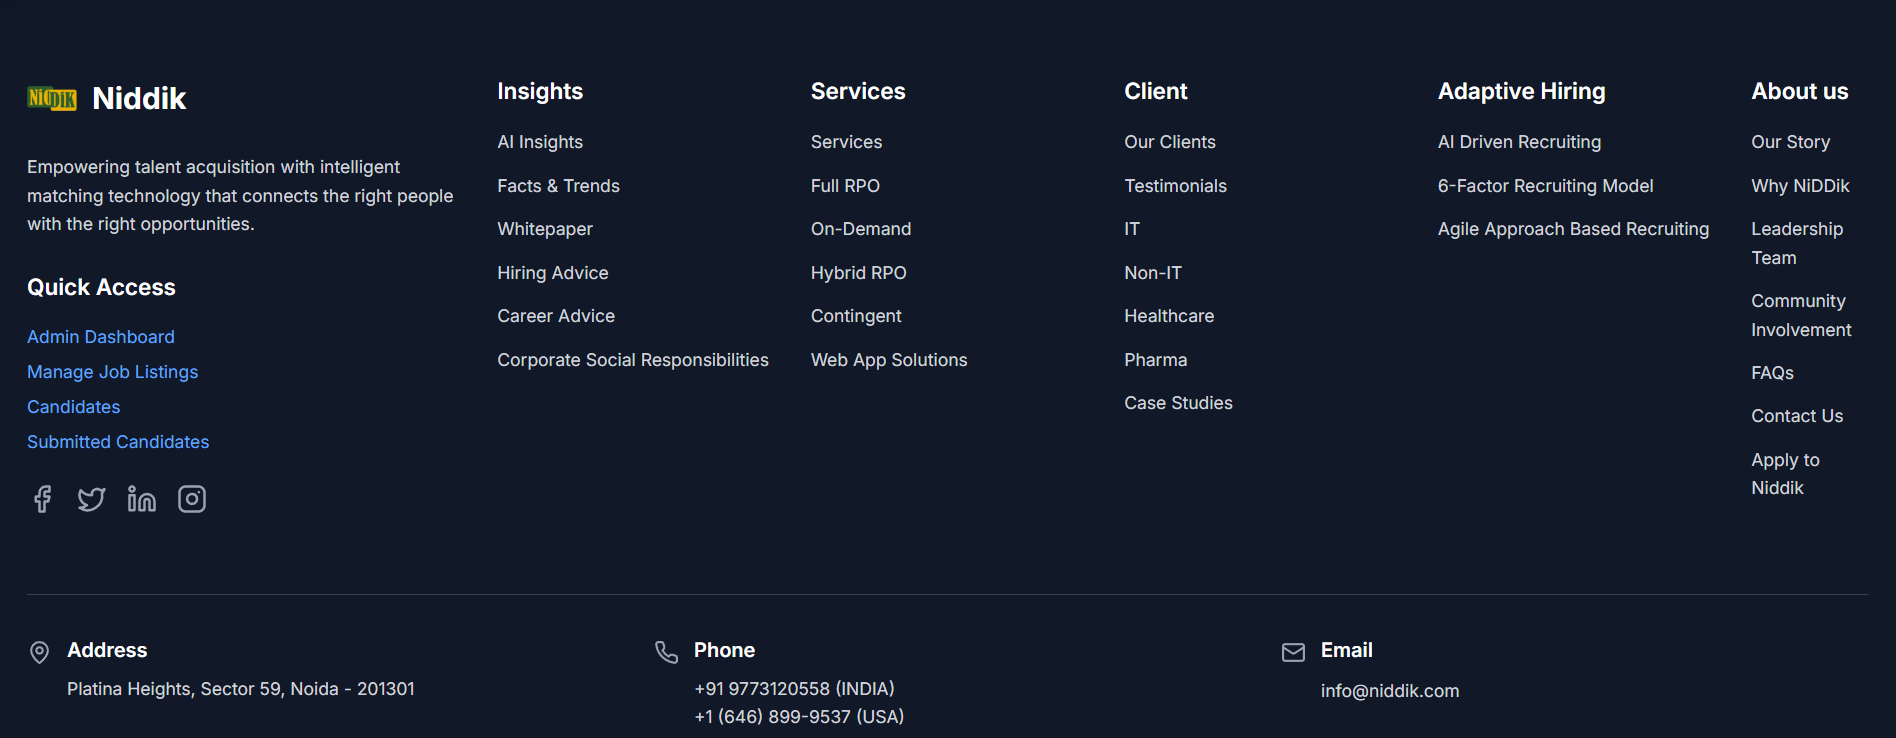 NiDDiK
Niddik
Empowering talent acquisition with intelligent
matching technology that connects the right people
with the right opportunities.
Quick Access
Admin Dashboard
Manage Job Listings
Candidates
Submitted Candidates
Insights
AI Insights
Facts & Trends
Whitepaper
Hiring Advice
Career Advice
Corporate Social Responsibilities
Services
Services
Full RPO
On-Demand
Hybrid RPO
Contingent
Web App Solutions
Client
Our Clients
Testimonials
IT
Non-IT
Healthcare
Pharma
Case Studies
Adaptive Hiring
AI Driven Recruiting
6-Factor Recruiting Model
Agile Approach Based Recruiting
About us
Our Story
Why NiDDik
Leadership
Team
Community
Involvement
FAQs
Contact Us
Apply to
Niddik
Address
Platina Heights, Sector 59, Noida - 201301
Phone
+91 9773120558 (INDIA)
+1 (646) 899-9537 (USA)
Email
info@niddik.com